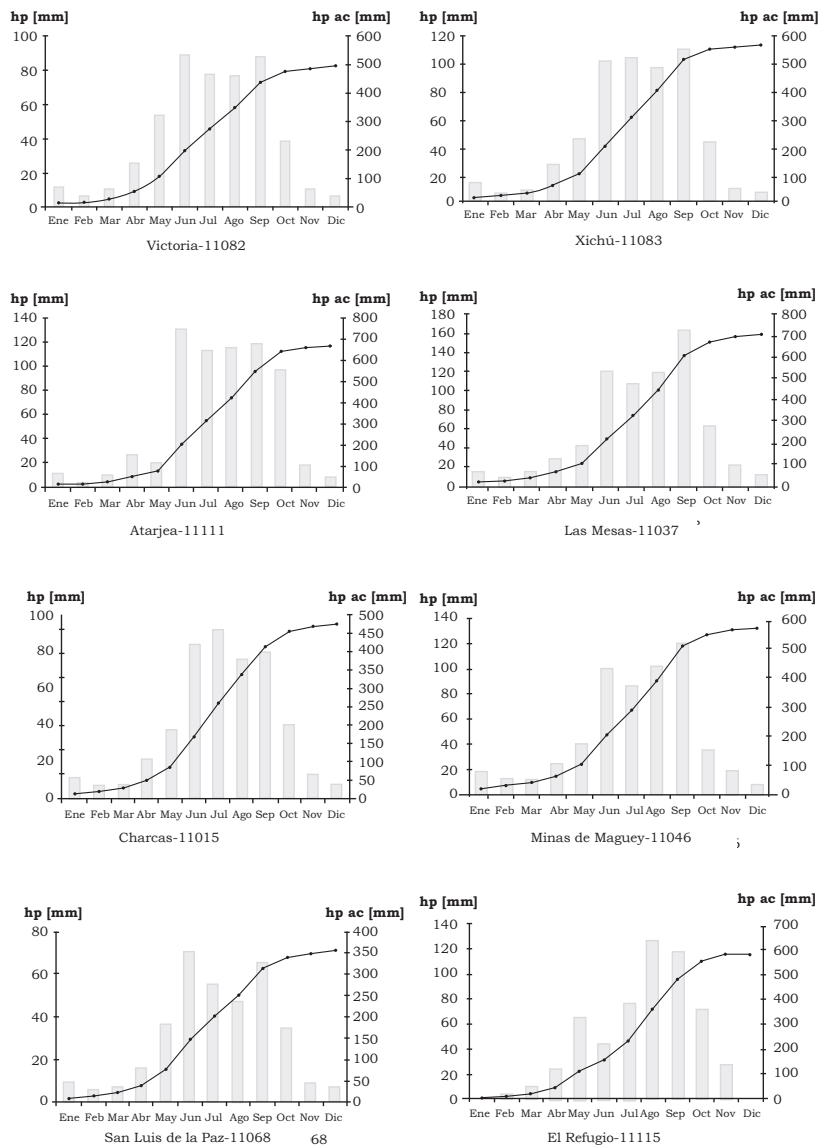 hp [mm] hp ac [mm]
100 600
80 500
60 400
40 300
20 200
0 100
0
Ene Feb Mar Abr May Jun Jul Ago Sep Oct Nov Dic
Victoria-11082
hp [mm] hp ac [mm]
120 600
100 500
80 400
60 300
40 200
20 100
0 0
Ene Feb Mar Abr May Jun Jul Ago Sep Oct Nov Dic
Xichú-11083
hp [mm] hp ac [mm]
140 800
120 700
100 600
80 500
60 400
40 300
20 200
0 100
0
Ene Feb Mar Abr May Jun Jul Ago Sep Oct Nov Dic
Atarjea-11111
hp [mm] hp ac [mm]
180 800
160 700
140 600
120 500
100 400
80 300
60 200
40 100
20 0
0
Ene Feb Mar Abr May Jun Jul Ago Sep Oct Nov Dic
Las Mesas-11037
hp [mm] hp ac [mm]
100 500
80 450
60 400
40 350
20 300
0 250
200
150
100
50
0
Ene Feb Mar Abr May Jun Jul Ago Sep Oct Nov Dic
Charcas-11015
hp [mm] hp ac [mm]
140 600
120 500
100 400
80 300
60 200
40 100
20 0
0
Ene Feb Mar Abr May Jun Jul Ago Sep Oct Nov Dic
Minas de Maguey-11046
hp [mm] hp ac [mm]
80 400
60 350
40 300
20 250
0 200
150
100
50
0
Ene Feb Mar Abr May Jun Jul Ago Sep Oct Nov Dic
San Luis de la Paz-11068 68
hp [mm] hp ac [mm]
140 700
120 600
100 500
80 400
60 300
40 200
20 100
0 0
Ene Feb Mar Abr May Jun Jul Ago Sep Oct Nov Dic
El Refugio-11115